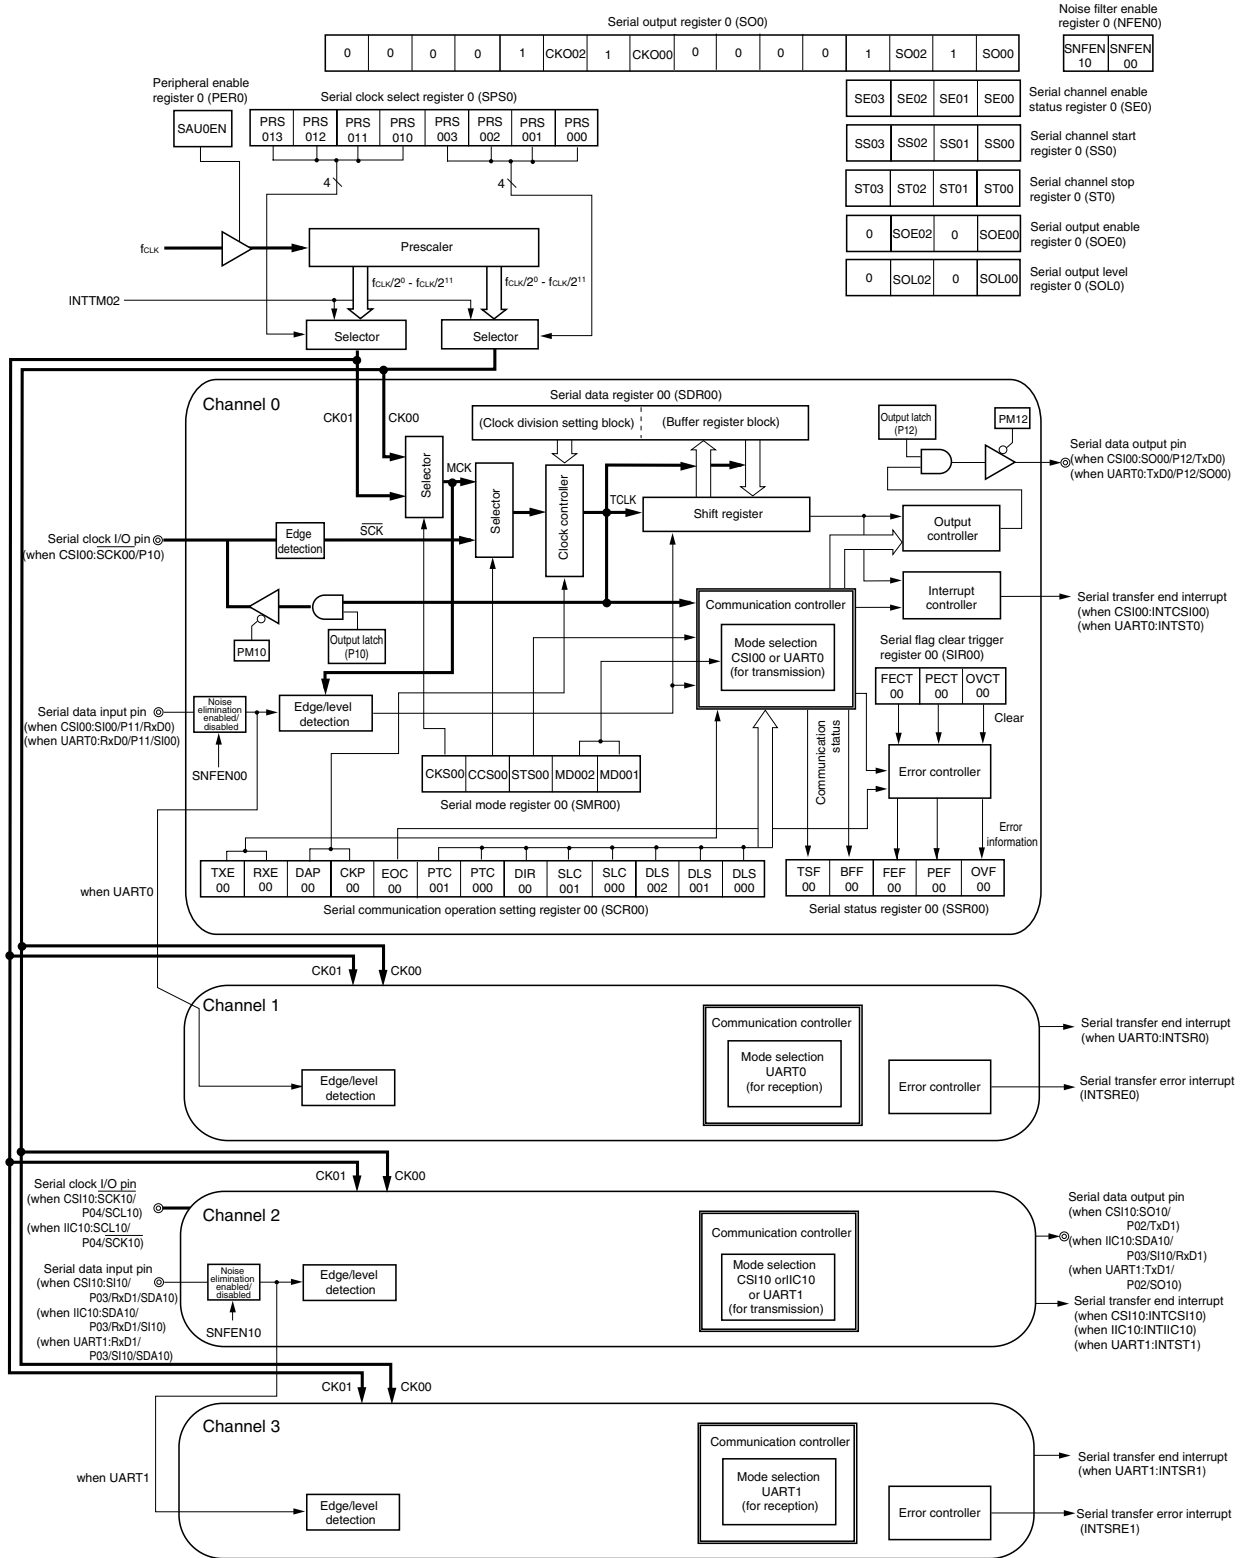 Serial output register 0 (SO0)
0 0 0 0 1 CKO02 1 CKO00 0 0 0 0 1 SO02 1 SO00
Noise filter enable
register 0 (NFEN0)
SNFEN 10 SNFEN 00
Peripheral enable
register 0 (PER0)
SAU0EN
Serial clock select register 0 (SPS0)
PRS 013 PRS 012 PRS 011 PRS 010 PRS 003 PRS 002 PRS 001 PRS 000
4
4
SE03 SE02 SE01 SE00
Serial channel enable
status register 0 (SE0)
SS03 SS02 SS01 SS00
Serial channel start
register 0 (SS0)
ST03 ST02 ST01 ST00
Serial channel stop
register 0 (ST0)
0 SOE02 0 SOE00
Serial output enable
register 0 (SOE0)
0 SOL02 0 SOL00
Serial output level
register 0 (SOL0)
fCLK
Prescaler
fCLK/2⁰ - fCLK/2¹¹
fCLK/2⁰ - fCLK/2¹¹
INTTM02
Selector
Selector
Channel 0
CK01
CK00
Serial data register 00 (SDR00)
(Clock division setting block)
(Buffer register block)
Selector
MCK
Selector
Clock controller
TCLK
Shift register
Output latch
(P12)
PM12
Serial data output pin
(when CSI00:SO00/P12/TxD0)
(when UART0:TxD0/P12/SO00)
Output
controller
Serial clock I/O pin
(when CSI00:SCK00/P10)
Edge
detection
SCK
Interrupt
controller
Serial transfer end interrupt
(when CSI00:INTCSI00)
(when UART0:INTST0)
PM10
Output latch
(P10)
Communication controller
Mode selection
CSI00 or UART0
(for transmission)
Serial flag clear trigger
register 00 (SIR00)
FECT 00 PECT 00 OVCT 00
Clear
Serial data input pin
(when CSI00:SI00/P11/RxD0)
(when UART0:RxD0/P11/SI00)
Noise
elimination
enabled/
disabled
SNFEN00
Edge/level
detection
CKS00 CCS00 STS00 MD002 MD001
Serial mode register 00 (SMR00)
Communication
status
Error controller
Error
information
when UART0
TXE 00 RXE 00 DAP 00 CKP 00 EOC 00 PTC 001 PTC 000 DIR 00 SLC 001 SLC 000 DLS 002 DLS 001 DLS 000
Serial communication operation setting register 00 (SCR00)
TSF 00 BFF 00 FEF 00 PEF 00 OVF 00
Serial status register 00 (SSR00)
CK01
CK00
Channel 1
Edge/level
detection
Communication controller
Mode selection
UART0
(for reception)
Error controller
Serial transfer end interrupt
(when UART0:INTSR0)
Serial transfer error interrupt
(INTSRE0)
CK01
CK00
Serial clock I/O pin
(when CSI10:SCK10/
P04/SCL10)
(when IIC10:SCL10/
P04/SCK10)
Channel 2
Serial data input pin
(when CSI10:SI10/
P03/RxD1/SDA10)
(when IIC10:SDA10/
P03/RxD1/SI10)
(when UART1:RxD1/
P03/SI10/SDA10)
Noise
elimination
enabled/
disabled
SNFEN10
Edge/level
detection
Communication controller
Mode selection
CSI10 orIIC10
or UART1
(for transmission)
Serial data output pin
(when CSI10:SO10/
P02/TxD1)
(when IIC10:SDA10/
P03/SI10/RxD1)
(when UART1:TxD1/
P02/SO10)
Serial transfer end interrupt
(when CSI10:INTCSI10)
(when IIC10:INTIIC10)
(when UART1:INTST1)
CK01
CK00
Channel 3
when UART1
Edge/level
detection
Communication controller
Mode selection
UART1
(for reception)
Error controller
Serial transfer end interrupt
(when UART1:INTSR1)
Serial transfer error interrupt
(INTSRE1)